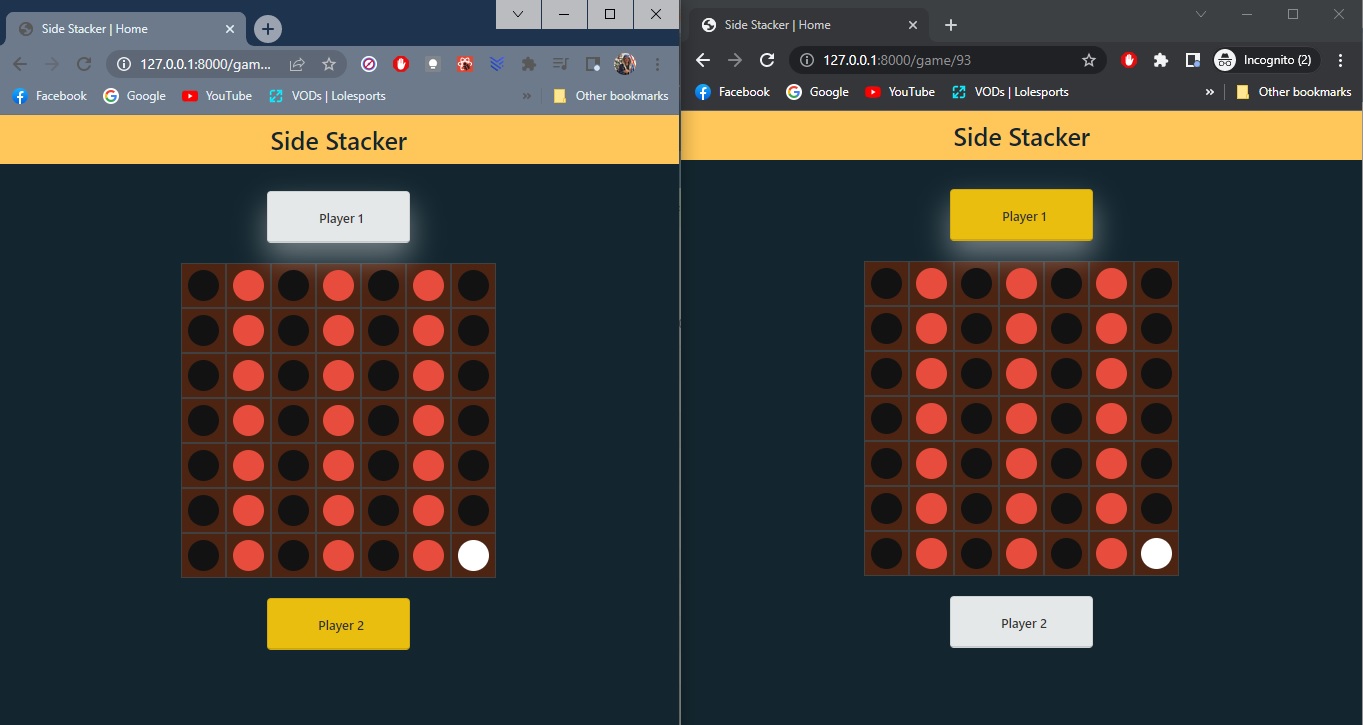 Side Stacker | Home
127.0.0.1:8000/gam...
Facebook Google YouTube VODs | Lolesports » Other bookmarks
Side Stacker
Player 1
Player 2
Side Stacker | Home
127.0.0.1:8000/game/93
Incognito (2)
Facebook Google YouTube VODs | Lolesports » Other bookmarks
Side Stacker
Player 1
Player 2